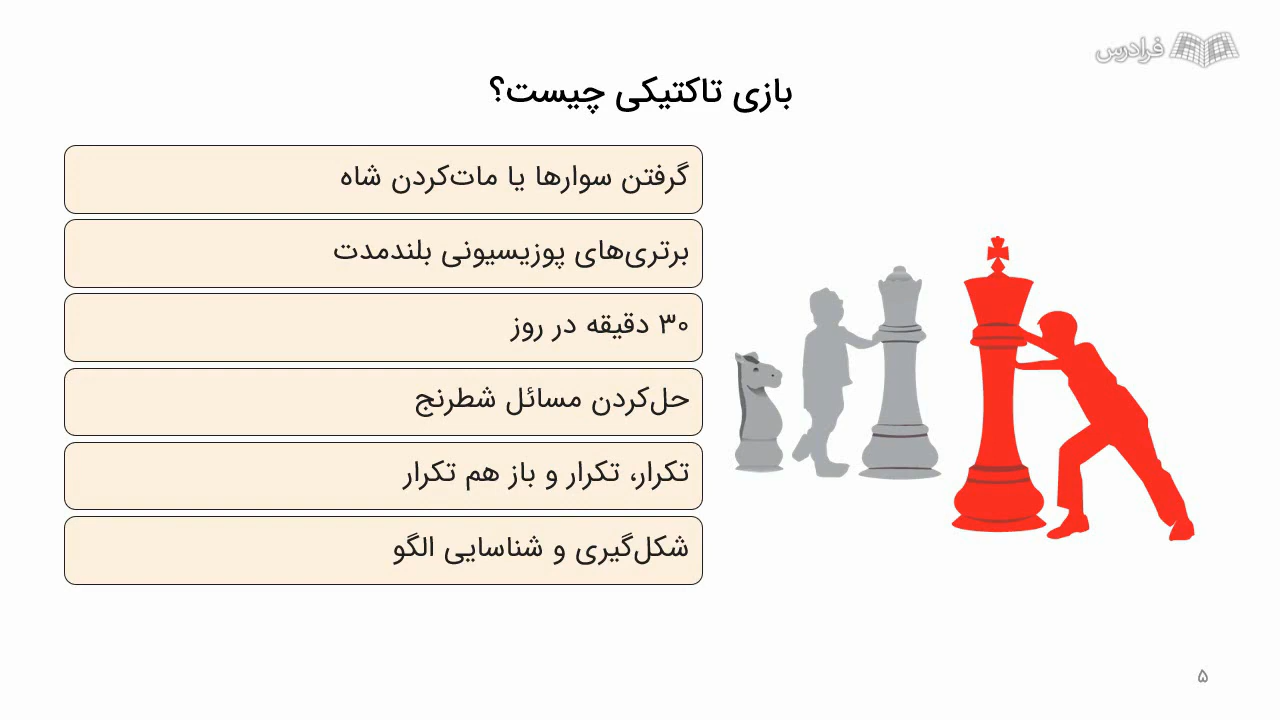 فرادرس
بازی تاکتیکی چیست؟
گرفتن سوارها یا مات‌کردن شاه
برتری‌های پوزیسیونی بلندمدت
۳۰ دقیقه در روز
حل‌کردن مسائل شطرنج
تکرار، تکرار و باز هم تکرار
شکل‌گیری و شناسایی الگو
۵